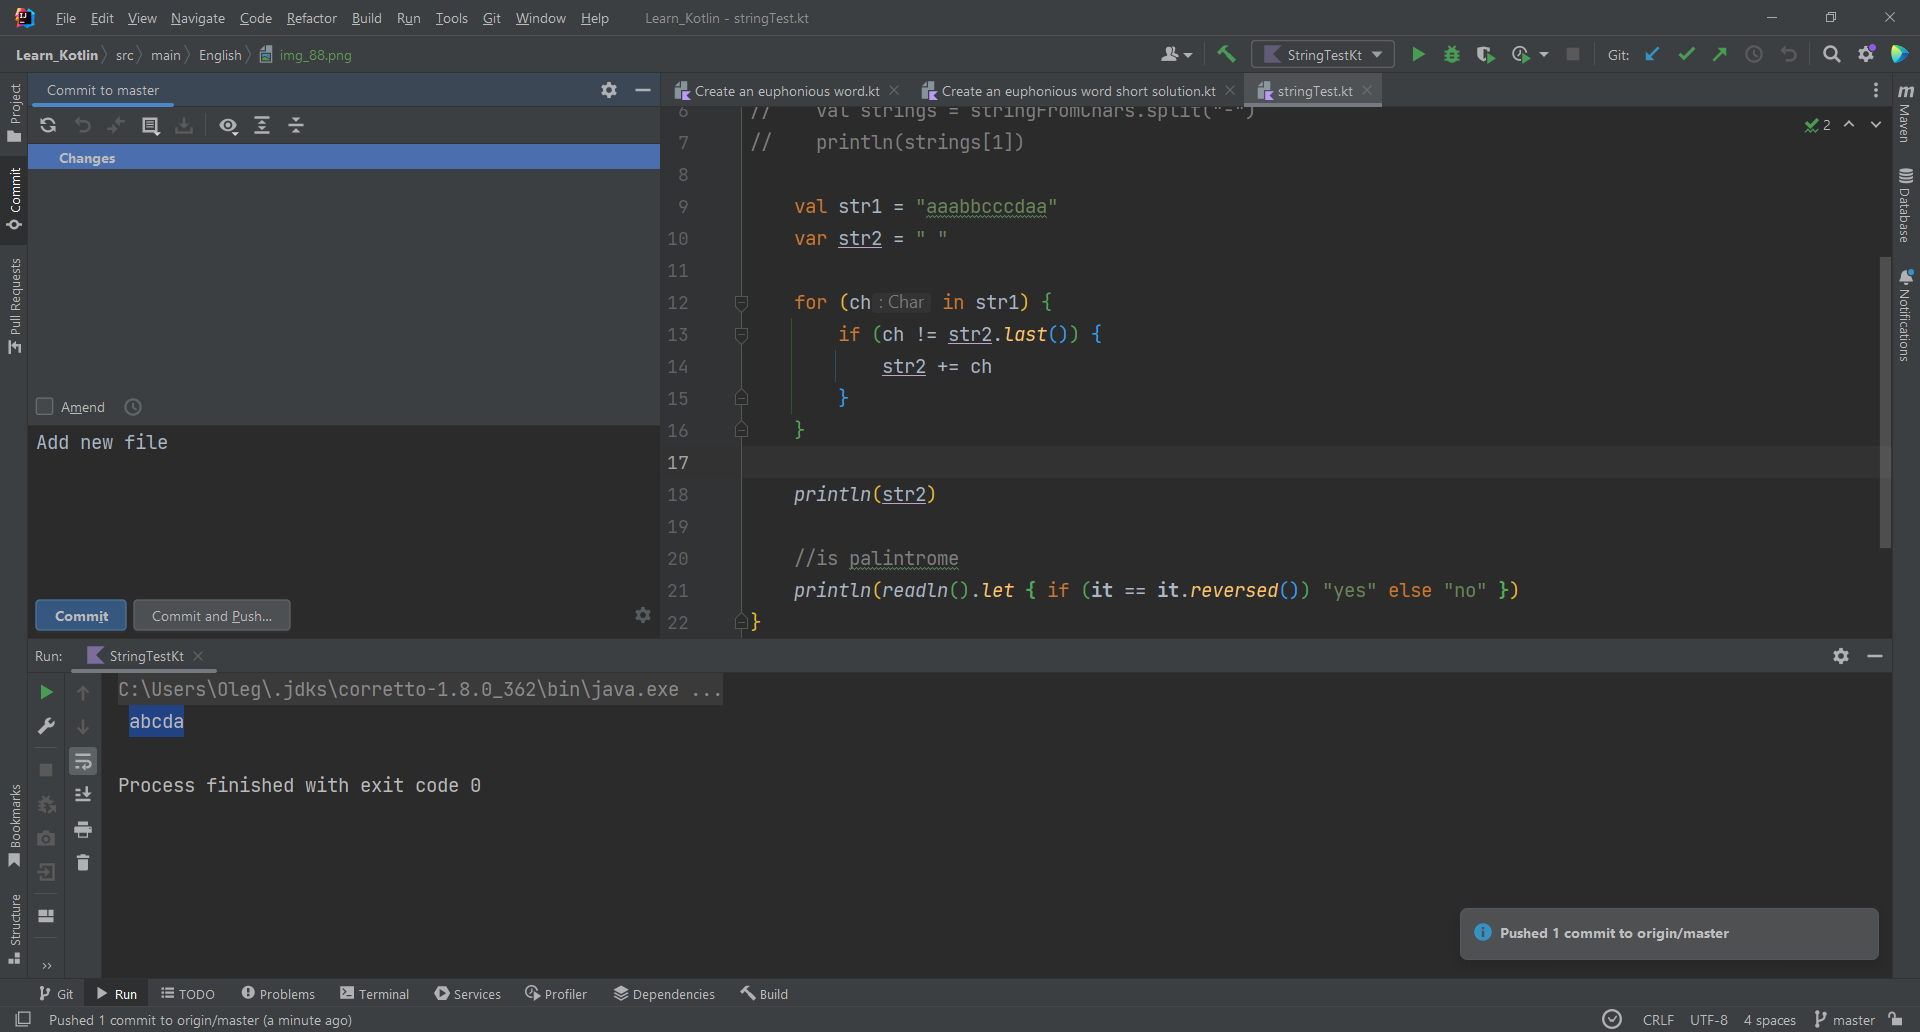 File Edit View Navigate Code Refactor Build Run Tools Git Window Help Learn_Kotlin - stringTest.kt
Learn_Kotlin src main English img_88.png StringTestKt Git:
Commit to master
Create an euphonious word.kt Create an euphonious word short solution.kt stringTest.kt
Changes
Amend
Add new file
Commit Commit and Push...
2
6 // val strings = stringFromChars.split("-")
7 // println(strings[1])
8
9 val str1 = "aaabbcccdaa"
10 var str2 = " "
11
12 for (ch : Char in str1) {
13 if (ch != str2.last()) {
14 str2 += ch
15 }
16 }
17
18 println(str2)
19
20 //is palintrome
21 println(readln().let { if (it == it.reversed()) "yes" else "no" })
22 }
Project
Commit
Pull Requests
Bookmarks
Structure
m Maven
Database
Notifications
Run: StringTestKt
C:\Users\Oleg\.jdks\corretto-1.8.0_362\bin\java.exe ...
abcda
Process finished with exit code 0
Pushed 1 commit to origin/master
Git Run TODO Problems Terminal Services Profiler Dependencies Build
Pushed 1 commit to origin/master (a minute ago) CRLF UTF-8 4 spaces master